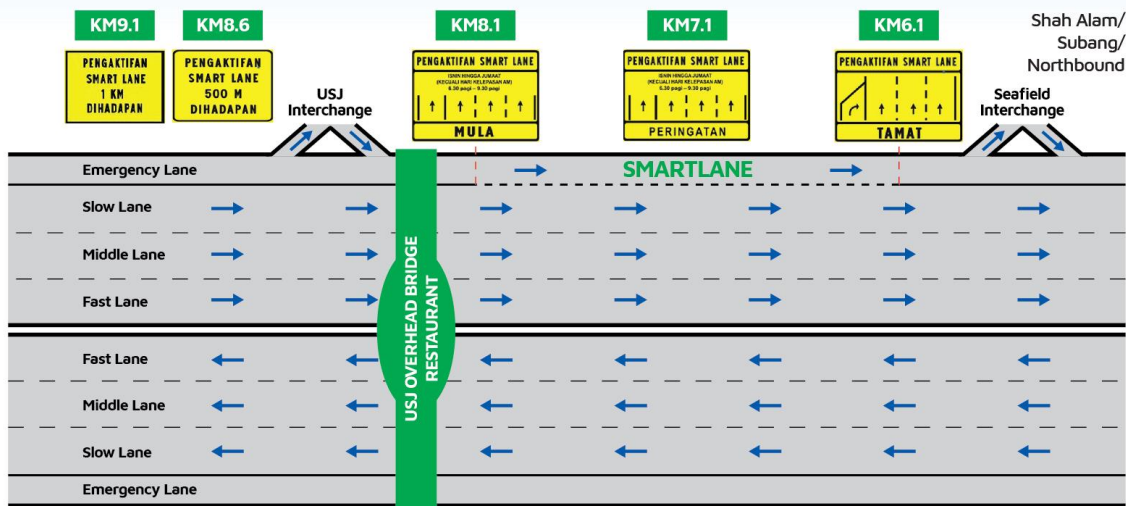 KM9.1
PENGAKTIFAN
SMART LANE
1 KM
DIHADAPAN
KM8.6
PENGAKTIFAN
SMART LANE
500 M
DIHADAPAN
USJ
Interchange
KM8.1
PENGAKTIFAN SMART LANE
ISNIN HINGGA JUMAAT
(KECUALI HARI KELEPASAN AM)
6.30 pagi - 9.30 pagi
MULA
KM7.1
PENGAKTIFAN SMART LANE
ISNIN HINGGA JUMAAT
(KECUALI HARI KELEPASAN AM)
6.30 pagi - 9.30 pagi
PERINGATAN
KM6.1
PENGAKTIFAN SMART LANE
TAMAT
Shah Alam/
Subang/
Northbound
Seafield
Interchange
Emergency Lane
SMARTLANE
Slow Lane
Middle Lane
Fast Lane
USJ OVERHEAD BRIDGE
RESTAURANT
Fast Lane
Middle Lane
Slow Lane
Emergency Lane